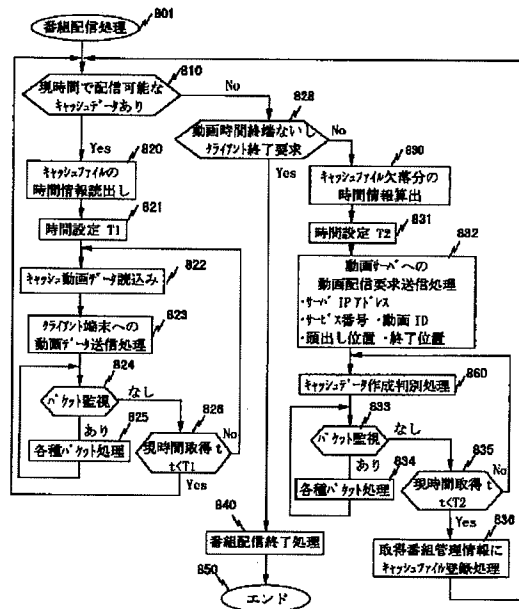 番組配信処理
801
現時間で配信可能な
キャッシュデータあり
810
No
Yes
動画時間終端ないし
クライアント終了要求
828
No
Yes
キャッシュファイルの
時間情報読出し
820
時間設定 T1
821
キャッシュ動画データ読込み
822
クライアント端末への
動画データ送信処理
823
パケット監視
824
なし
あり
各種パケット処理
825
現時間取得 t
t<T1
826
No
Yes
キャッシュファイル欠落分の
時間情報算出
830
時間設定 T2
831
動画サーバへの
動画配信要求送信処理
・サーバ IPアドレス
・サービス番号 ・動画 ID
・頭出し位置 ・終了位置
832
キャッシュデータ作成判別処理
860
パケット監視
833
なし
あり
各種パケット処理
834
現時間取得 t
t<T2
835
No
Yes
取得番組管理情報に
キャッシュファイル登録処理
836
番組配信終了処理
840
エンド
850